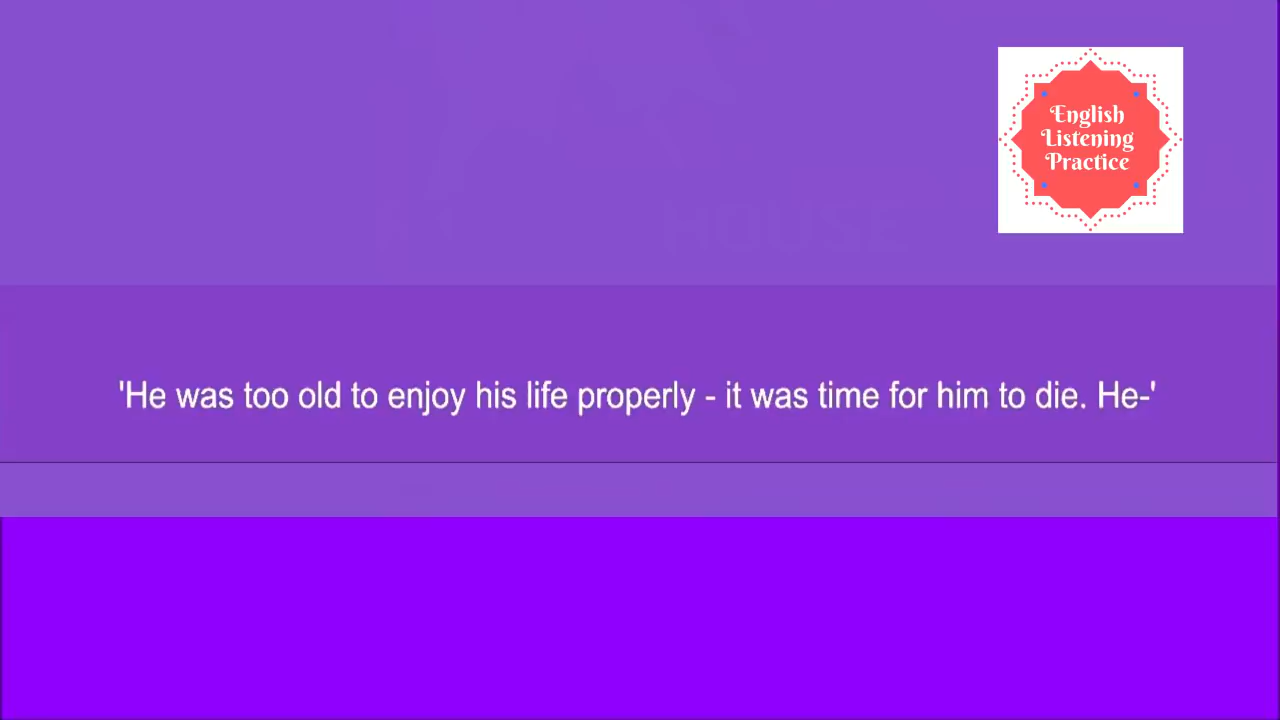 English
Listening
Practice
HOUSE
'He was too old to enjoy his life properly - it was time for him to die. He-'